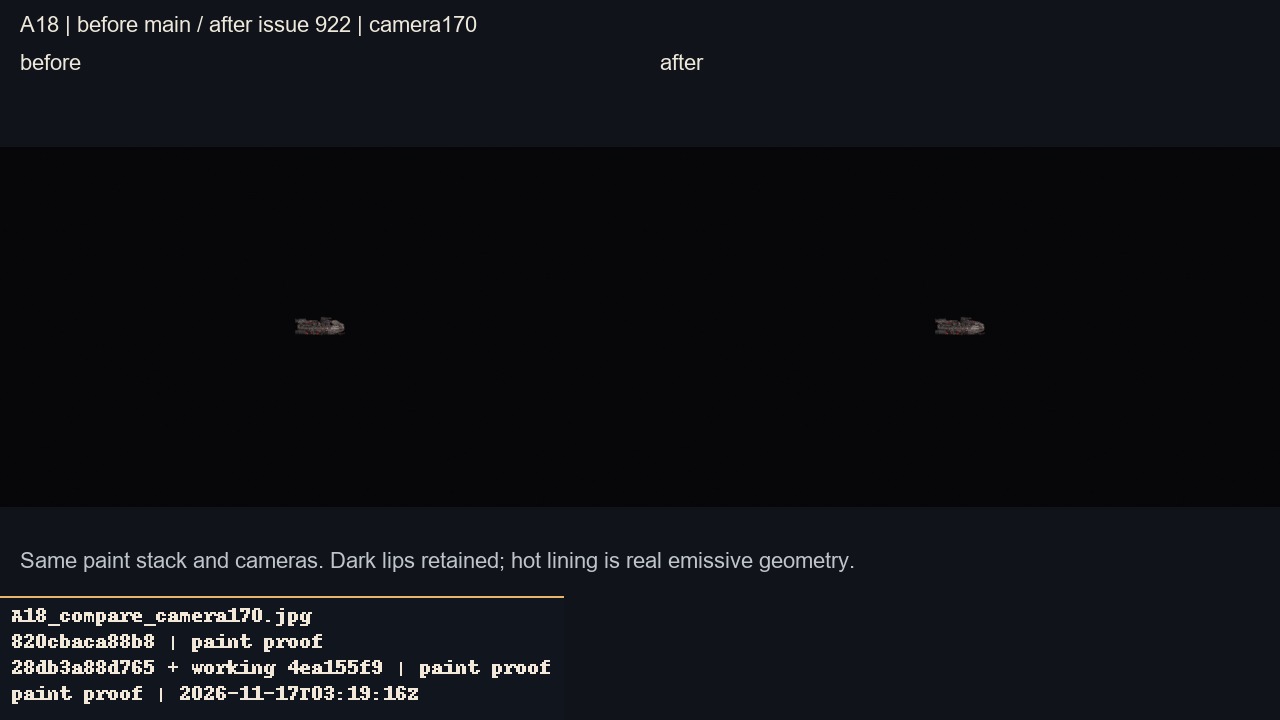 A18 | before main / after issue 922 | camera170
before
after
Same paint stack and cameras. Dark lips retained; hot lining is real emissive geometry.
A18_compare_camera170.jpg
820cbaca88b8 | paint proof
28db3a88d765 + working 4ea155f9 | paint proof
paint proof | 2026-11-17T03:19:16Z